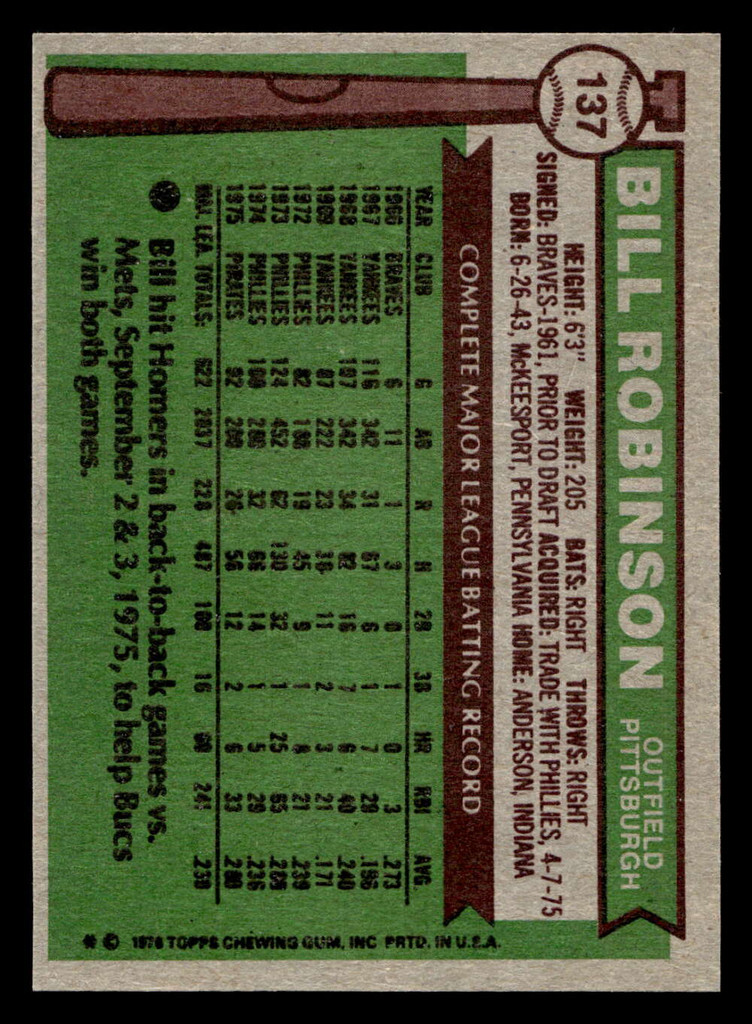 137
BILL ROBINSON
OUTFIELD
PITTSBURGH
HEIGHT: 6'3" WEIGHT: 205 BATS: RIGHT THROWS: RIGHT
SIGNED: BRAVES-1961, PRIOR TO DRAFT ACQUIRED: TRADE WITH PHILLIES, 4-7-75
BORN: 6-26-43, McKEESPORT, PENNSYLVANIA HOME: ANDERSON, INDIANA
COMPLETE MAJOR LEAGUE BATTING RECORD
YEAR CLUB G AB R H 2B 3B HR RBI AVG.
1966 BRAVES 6 11 1 3 0 1 0 3 .273
1967 YANKEES 116 342 31 67 6 1 7 29 .196
1968 YANKEES 107 342 34 82 16 7 6 40 .240
1969 YANKEES 87 222 23 38 11 2 3 21 .171
1972 PHILLIES 82 188 19 45 9 1 8 21 .239
1973 PHILLIES 124 452 62 130 32 1 25 65 .288
1974 PHILLIES 100 280 32 66 14 1 5 29 .236
1975 PIRATES 92 200 26 56 12 2 6 33 .280
MAJ. LEA. TOTALS: 622 2037 228 487 100 16 60 241 .239
Bill hit Homers in back-to-back games vs.
Mets, September 2 & 3, 1975, to help Bucs
win both games.
* © 1976 TOPPS CHEWING GUM, INC PRTD. IN U.S.A.